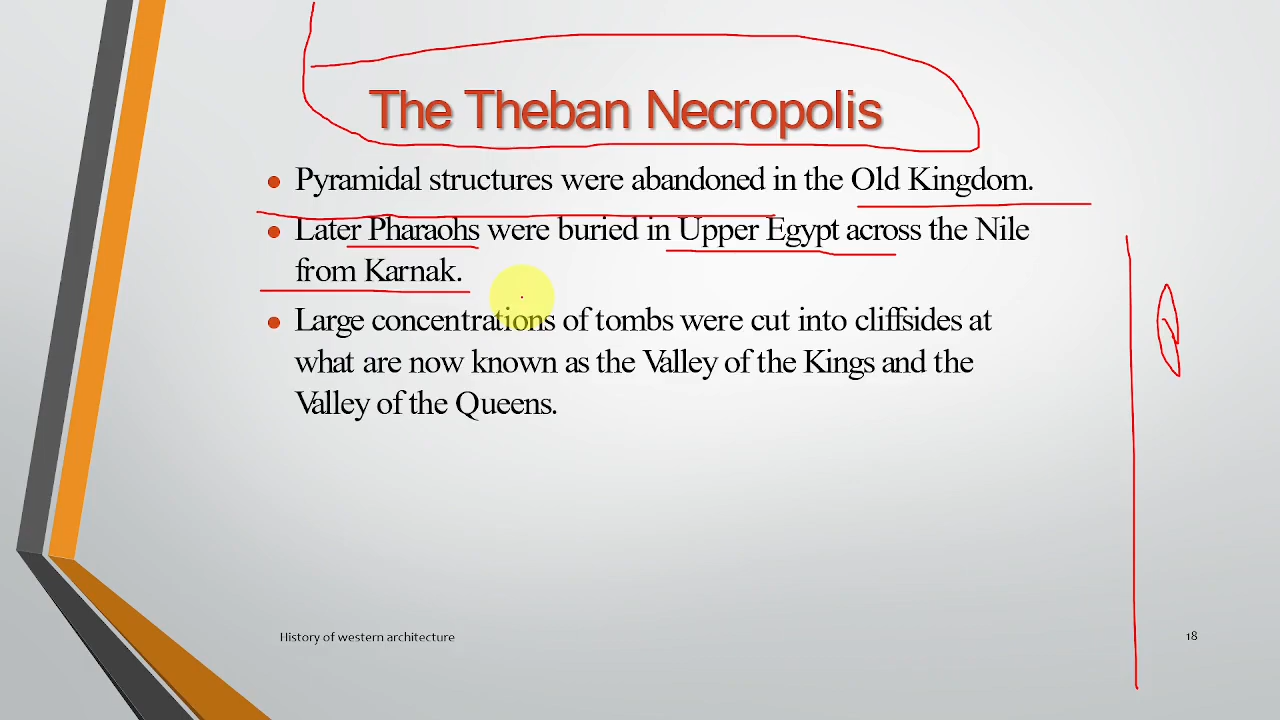 The Theban Necropolis
Pyramidal structures were abandoned in the Old Kingdom.
Later Pharaohs were buried in Upper Egypt across the Nile
from Karnak.
Large concentrations of tombs were cut into cliffsides at
what are now known as the Valley of the Kings and the
Valley of the Queens.
History of western architecture
18